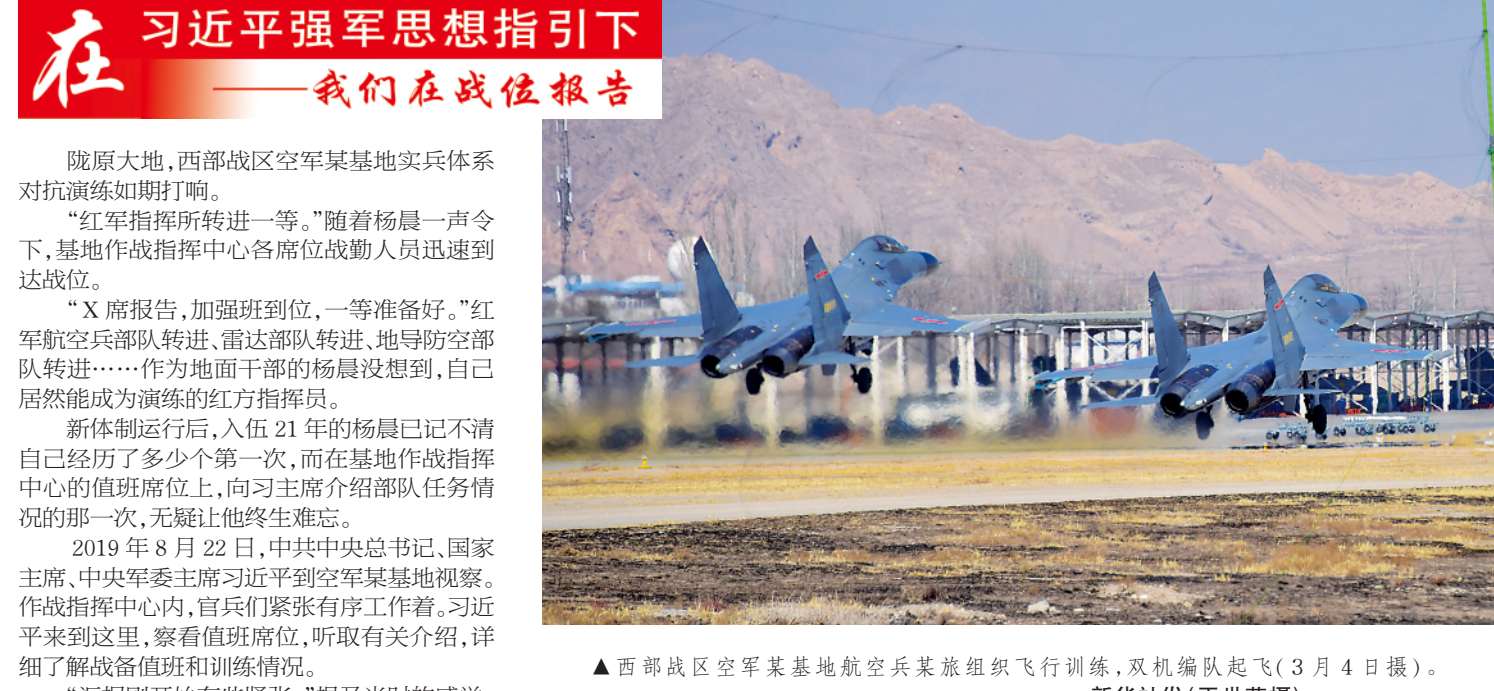 在
习近平强军思想指引下
——我们在战位报告
陇原大地，西部战区空军某基地实兵体系
对抗演练如期打响。
“红军指挥所转进一等。”随着杨晨一声令
下，基地作战指挥中心各席位战勤人员迅速到
达战位。
“X 席报告，加强班到位，一等准备好。”红
军航空兵部队转进、雷达部队转进、地导防空部
队转进……作为地面干部的杨晨没想到，自己
居然能成为演练的红方指挥员。
新体制运行后，入伍 21 年的杨晨已记不清
自己经历了多少个第一次，而在基地作战指挥
中心的值班席位上，向习主席介绍部队任务情
况的那一次，无疑让他终生难忘。
2019 年 8 月 22 日，中共中央总书记、国家
主席、中央军委主席习近平到空军某基地视察。
作战指挥中心内，官兵们紧张有序工作着。习近
平来到这里，察看值班席位，听取有关介绍，详
细了解战备值班和训练情况。
▲西部战区空军某基地航空兵某旅组织飞行训练，双机编队起飞(3 月 4 日摄)。